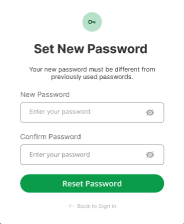 Set New Password
Your new password must be different from
previously used passwords.
New Password
Enter your password
Confirm Password
Enter your password
Reset Password
← Back to Sign in